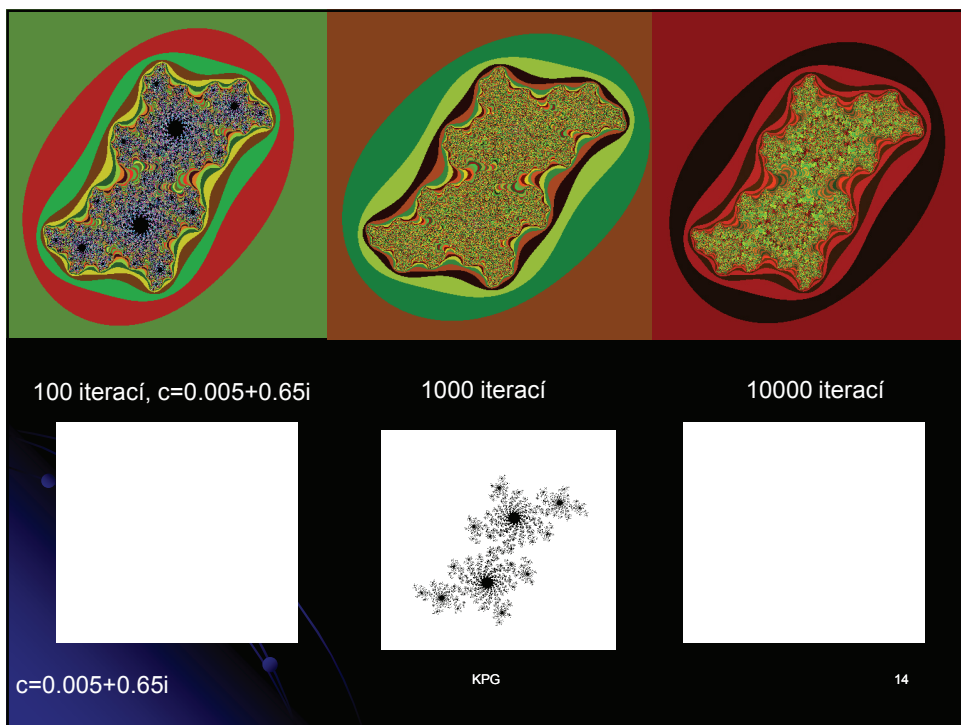 100 iterací, c=0.005+0.65i
1000 iterací
10000 iterací
c=0.005+0.65i
KPG
14